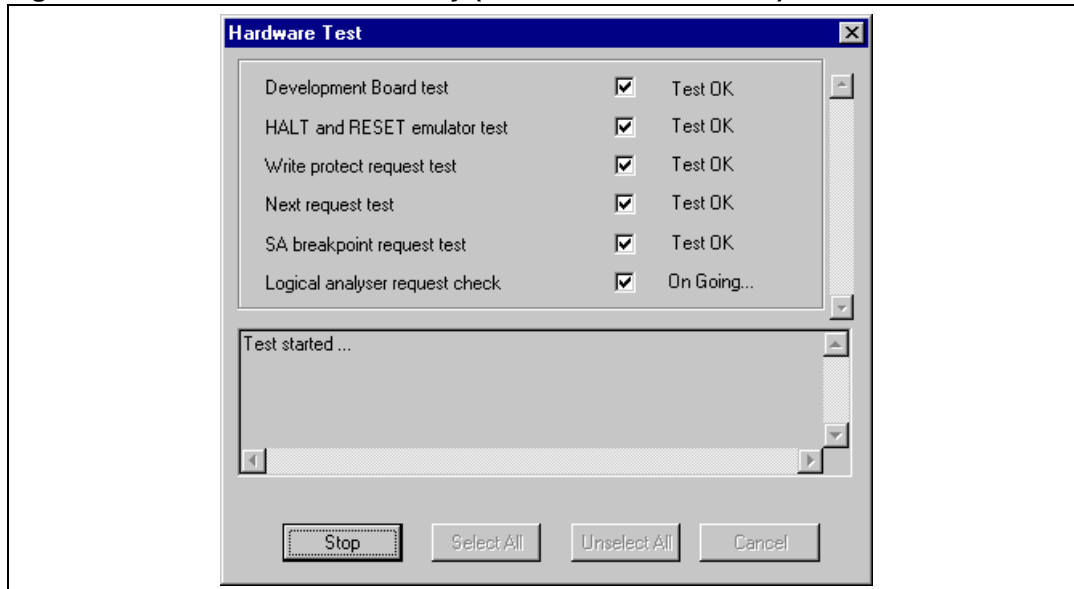 Hardware Test
Development Board test Test OK
HALT and RESET emulator test Test OK
Write protect request test Test OK
Next request test Test OK
SA breakpoint request test Test OK
Logical analyser request check On Going...
Test started ...
Stop Select All Unselect All Cancel